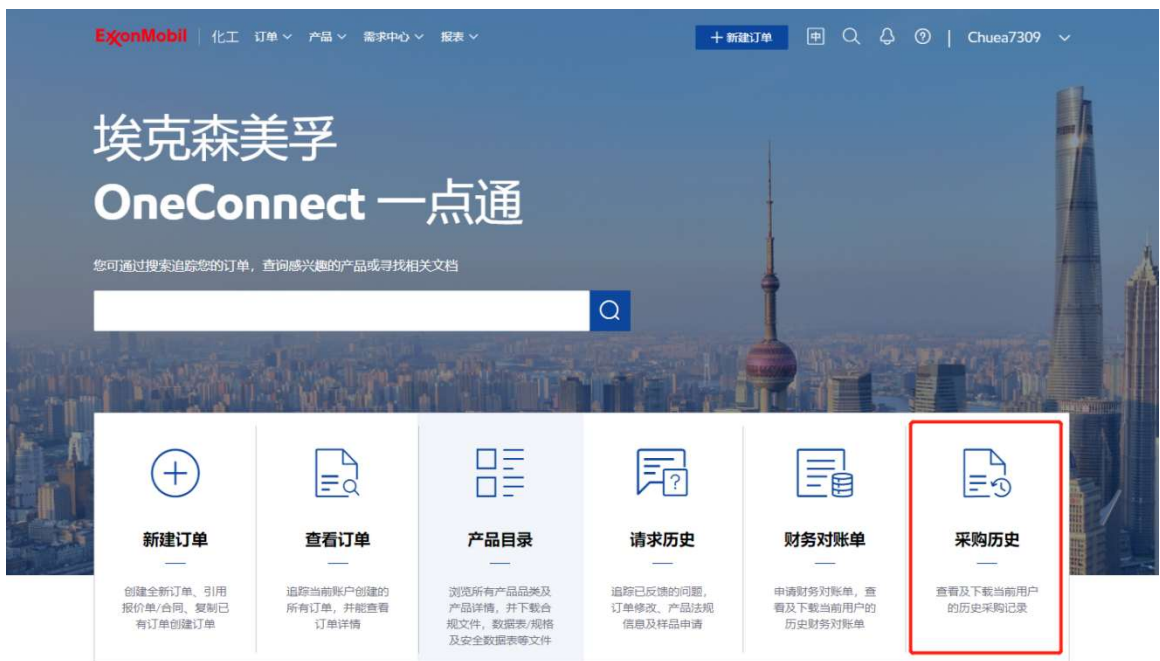 ExxonMobil 化工 订单 产品 需求中心 报表 新建订单 中 Chuea7309
埃克森美孚
OneConnect 一点通
您可通过搜索追踪您的订单，查询感兴趣的产品或寻找相关文档
新建订单 查看订单 产品目录 请求历史 财务对账单 采购历史
创建全新订单、引用 追踪当前账户创建的 浏览所有产品品类及 追踪已反馈的问题， 申请财务对账单，查 查看及下载当前用户
报价单/合同、复制已 所有订单，并能查看 产品详情，并下载合 订单修改、产品法规 看及下载当前用户的 的历史采购记录
有订单创建订单 订单详情 规文件，数据表/规格 信息及样品申请 历史财务对账单
及安全数据表等文件